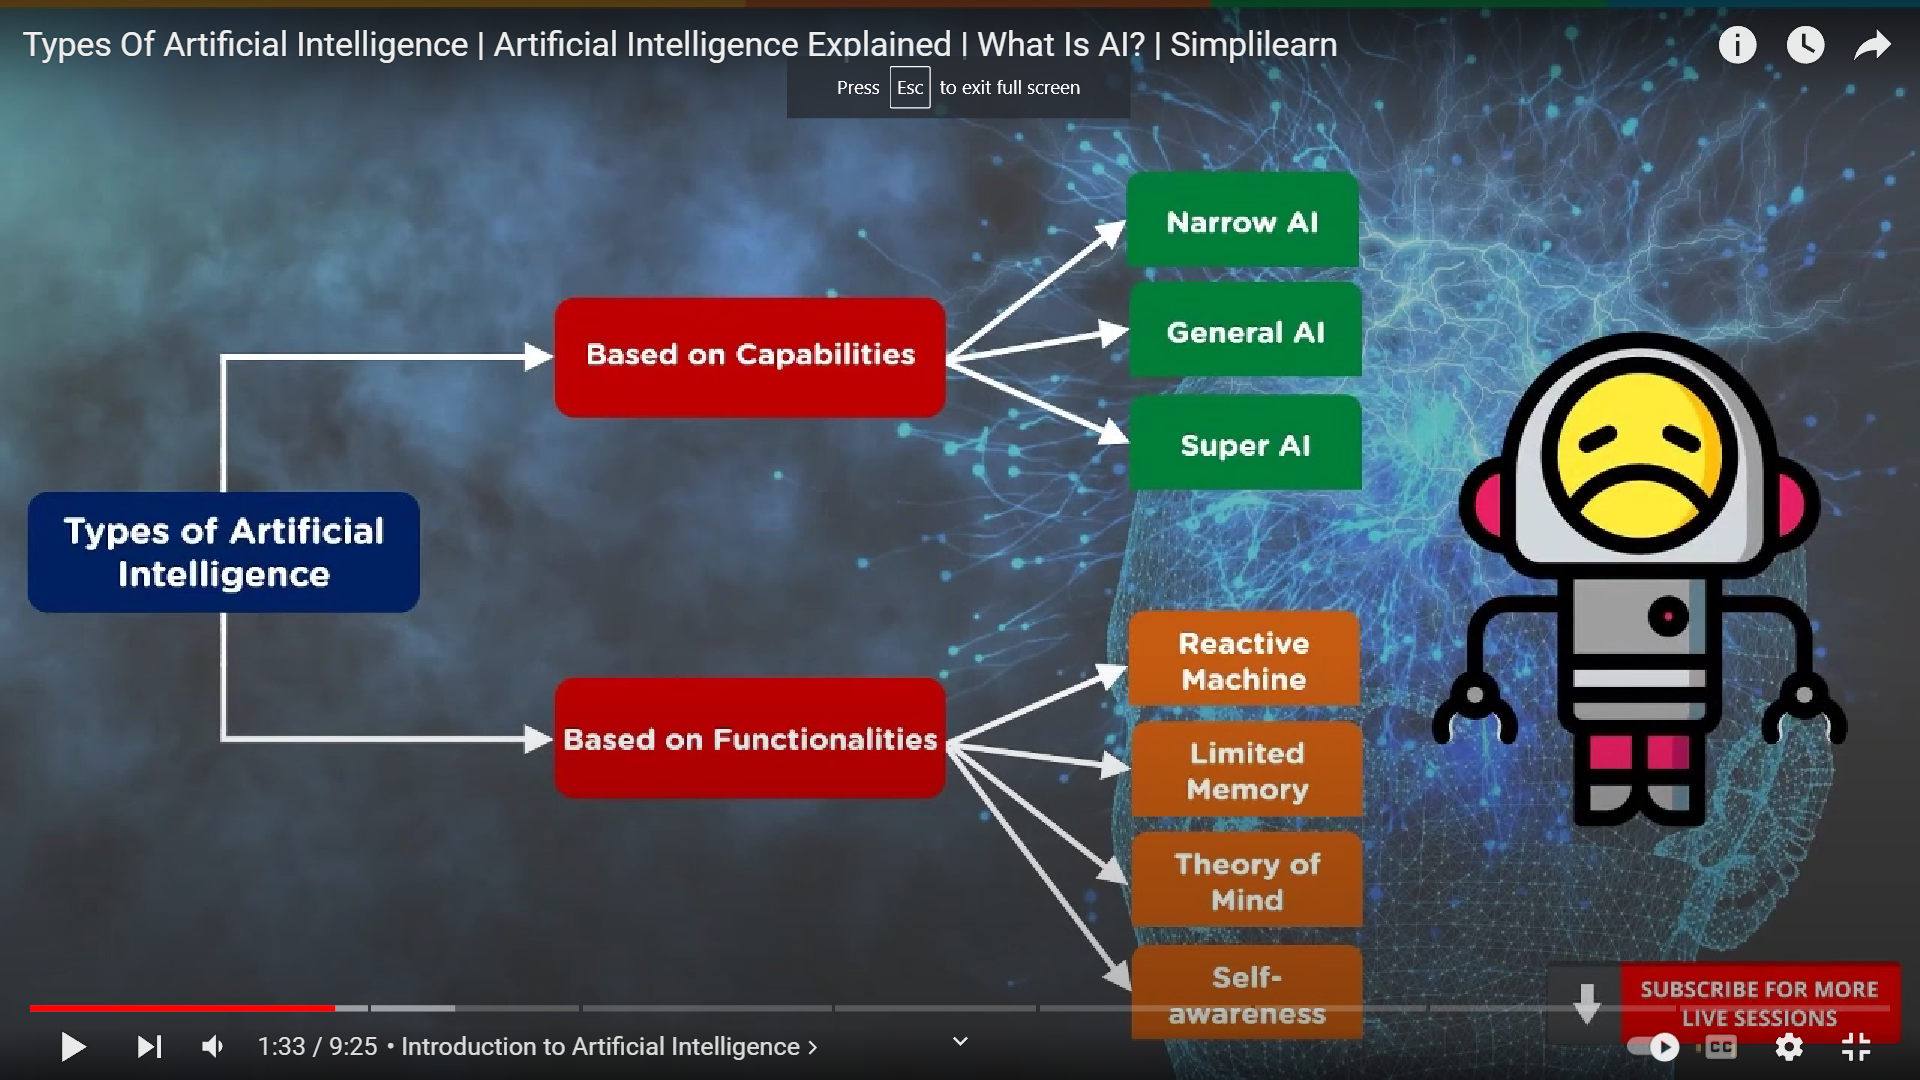 Types Of Artificial Intelligence | Artificial Intelligence Explained | What Is AI? | Simplilearn
Press Esc to exit full screen
Narrow AI
General AI
Based on Capabilities
Super AI
Types of Artificial
Intelligence
Reactive
Machine
Based on Functionalities
Limited
Memory
Theory of
Mind
Self-
awareness
SUBSCRIBE FOR MORE
LIVE SESSIONS
1:33 / 9:25 • Introduction to Artificial Intelligence
CC